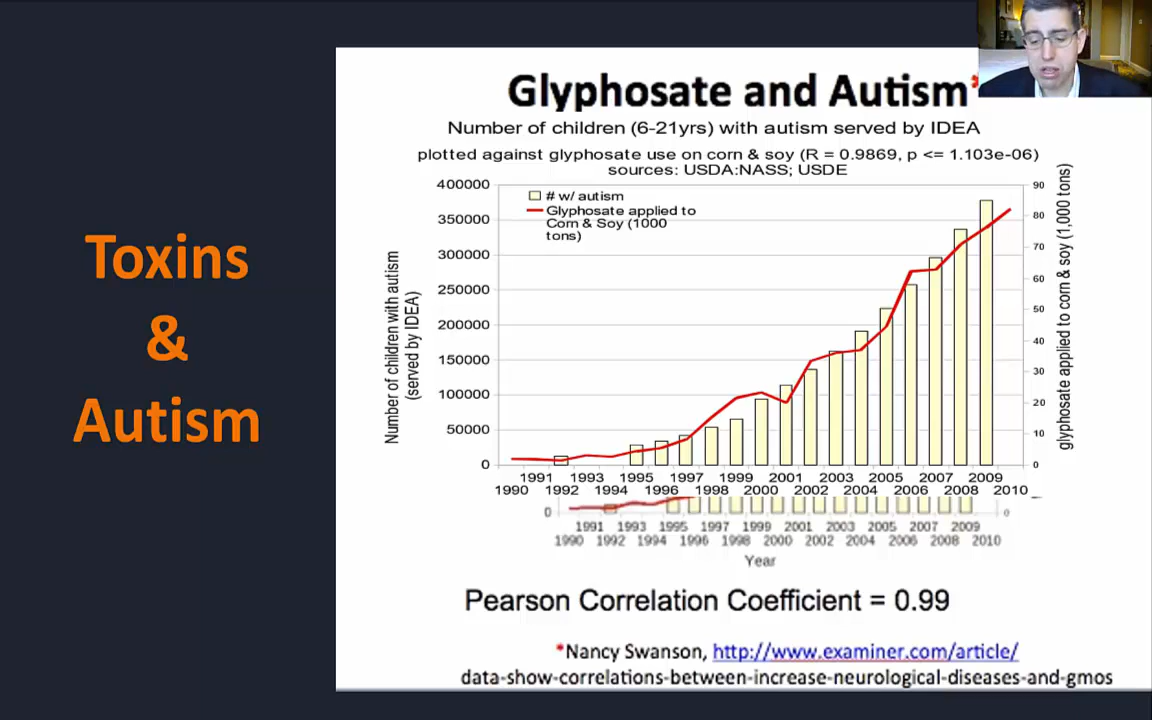 Toxins
&
Autism
Glyphosate and Autism*
Number of children (6-21yrs) with autism served by IDEA
plotted against glyphosate use on corn & soy (R = 0.9869, p <= 1.103e-06)
sources: USDA:NASS; USDE
# w/ autism
Glyphosate applied to
Corn & Soy (1000
tons)
Number of children with autism
(served by IDEA)
400000
350000
300000
250000
200000
150000
100000
50000
0
90
80
70
60
50
40
30
20
10
0
glyphosate applied to corn & soy (1,000 tons)
1991 1993 1995 1997 1999 2001 2003 2005 2007 2009
1990 1992 1994 1996 1998 2000 2002 2004 2006 2008 2010
0 0
1991 1993 1995 1997 1999 2001 2003 2005 2007 2009
1990 1992 1994 1996 1998 2000 2002 2004 2006 2008 2010
Year
Pearson Correlation Coefficient = 0.99
*Nancy Swanson, http://www.examiner.com/article/
data-show-correlations-between-increase-neurological-diseases-and-gmos